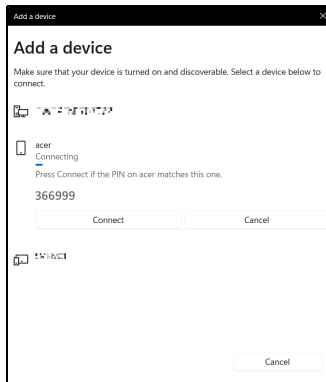 Add a device
Add a device
Make sure that your device is turned on and discoverable. Select a device below to
connect.
acer
Connecting
Press Connect if the PIN on acer matches this one.
366999
Connect Cancel
Cancel